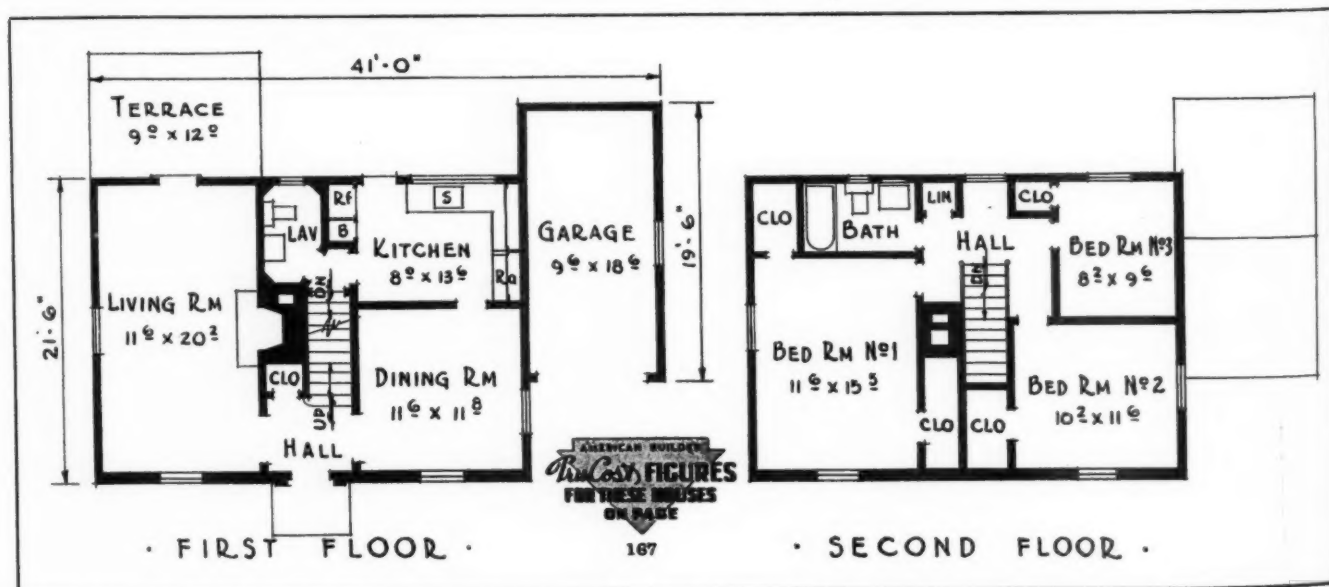 41'-0"
TERRACE
9⁰ x 12⁰
21'-6"
LIVING RM
11⁶ x 20²
LAV
Rf
B
S
KITCHEN
8⁰ x 13⁶
Ra
DN
GARAGE
9⁶ x 18⁶
19'-6"
CLO
UP
DINING RM
11⁶ x 11⁸
HALL
· FIRST FLOOR ·
AMERICAN BUILDER
TruCost FIGURES
FOR THESE HOUSES
ON PAGE
167
CLO
BATH
LIN
CLO
HALL
BED RM Nº3
8² x 9⁶
DN
BED RM Nº1
11⁶ x 15⁵
BED RM Nº2
10² x 11⁶
CLO
CLO
· SECOND FLOOR ·